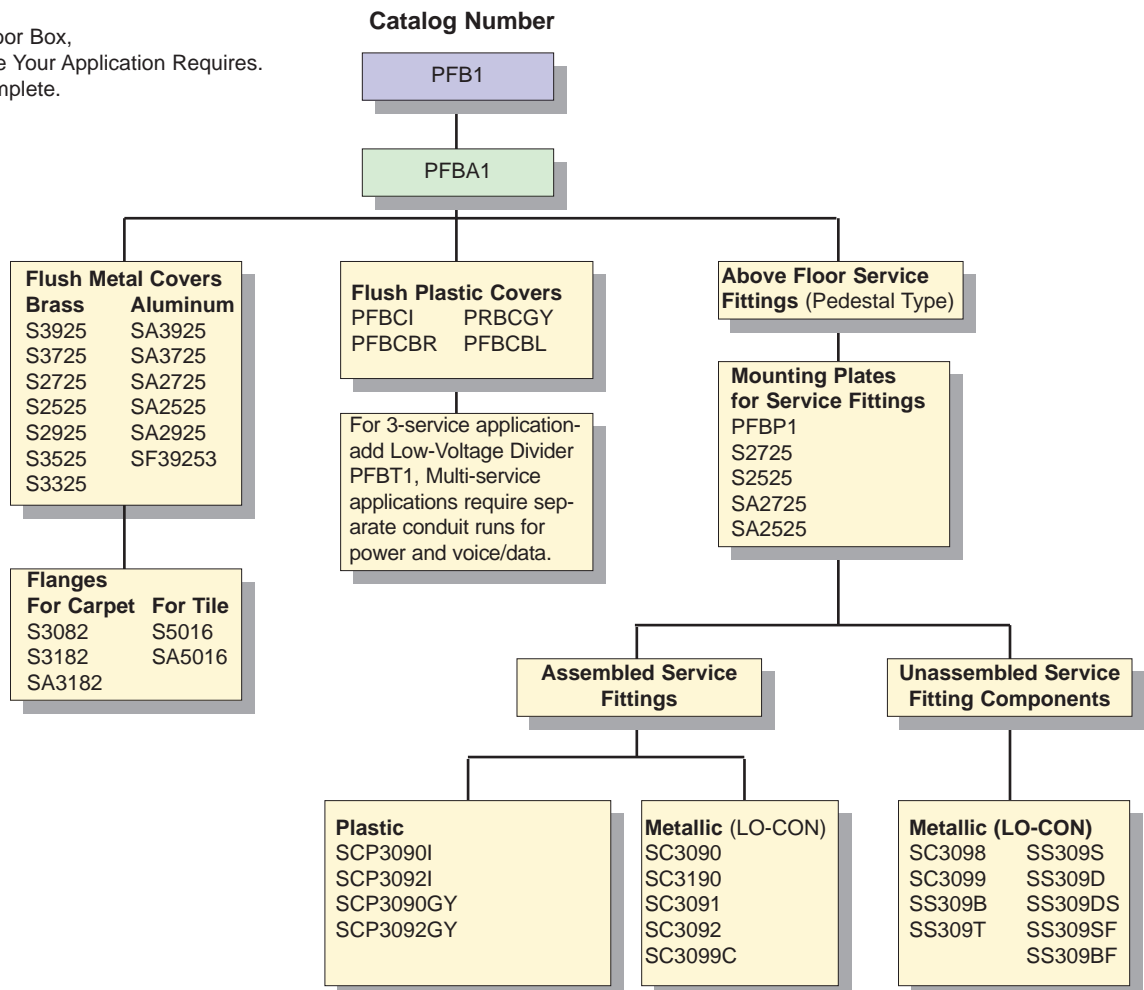 Catalog Number
oor Box,
e Your Application Requires.
mplete.
PFB1
PFBA1
Flush Metal Covers
Brass Aluminum
S3925 SA3925
S3725 SA3725
S2725 SA2725
S2525 SA2525
S2925 SA2925
S3525 SF39253
S3325
Flanges
For Carpet For Tile
S3082 S5016
S3182 SA5016
SA3182
Flush Plastic Covers
PFBCI PRBCGY
PFBCBR PFBCBL
For 3-service application-
add Low-Voltage Divider
PFBT1, Multi-service
applications require sep-
arate conduit runs for
power and voice/data.
Above Floor Service
Fittings (Pedestal Type)
Mounting Plates
for Service Fittings
PFBP1
S2725
S2525
SA2725
SA2525
Assembled Service
Fittings
Plastic
SCP3090I
SCP3092I
SCP3090GY
SCP3092GY
Metallic (LO-CON)
SC3090
SC3190
SC3091
SC3092
SC3099C
Unassembled Service
Fitting Components
Metallic (LO-CON)
SC3098 SS309S
SC3099 SS309D
SS309B SS309DS
SS309T SS309SF
SS309BF